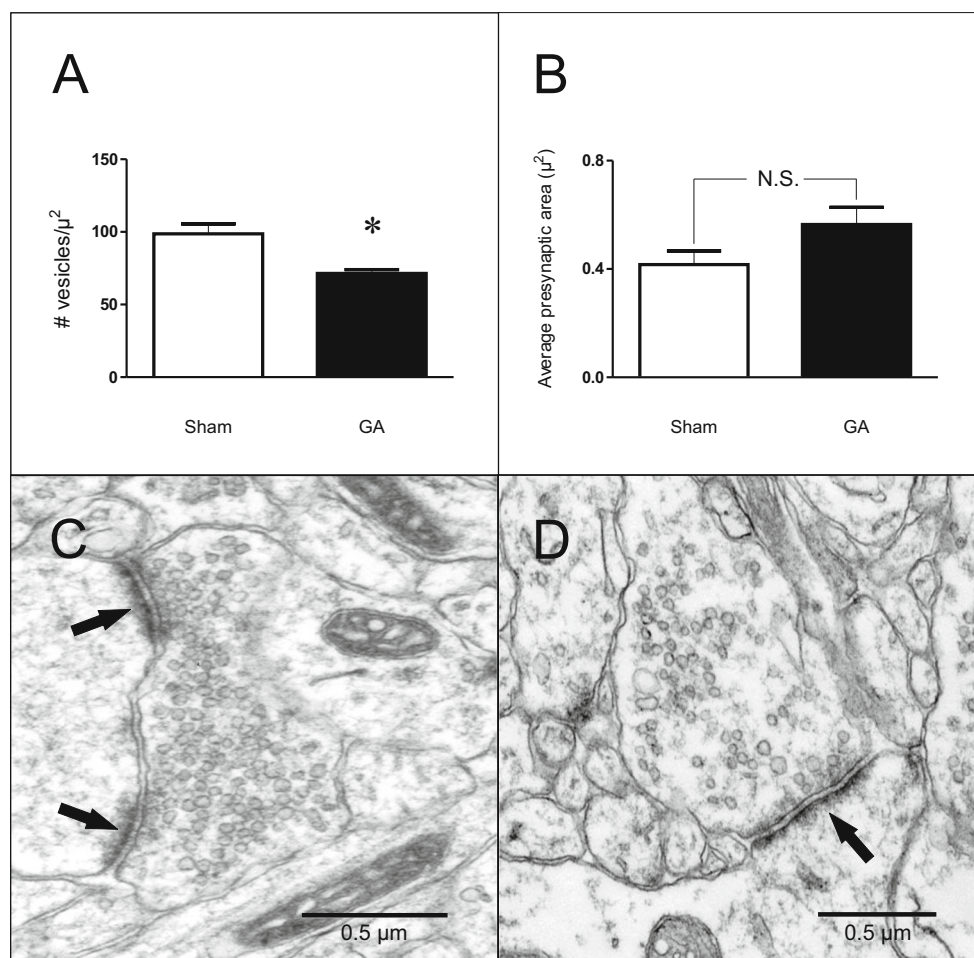 A
# vesicles/µ²
150
100
50
0
*
Sham
GA
B
Average presynaptic area (µ²)
0.8
0.4
0.0
N.S.
Sham
GA
C
0.5 µm
D
0.5 µm